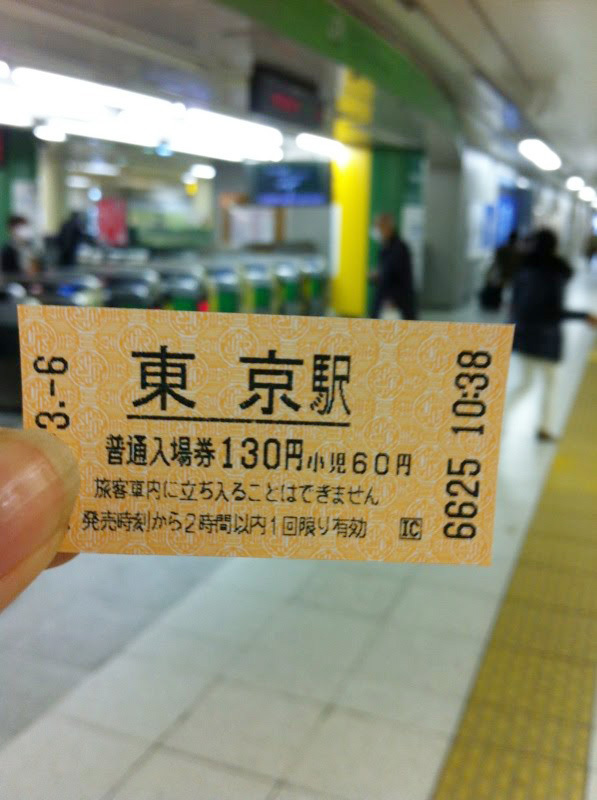 東京駅
普通入場券130円小児60円
旅客車内に立ち入ることはできません
発売時刻から2時間以内1回限り有効 IC
3.-6
6625 10:38